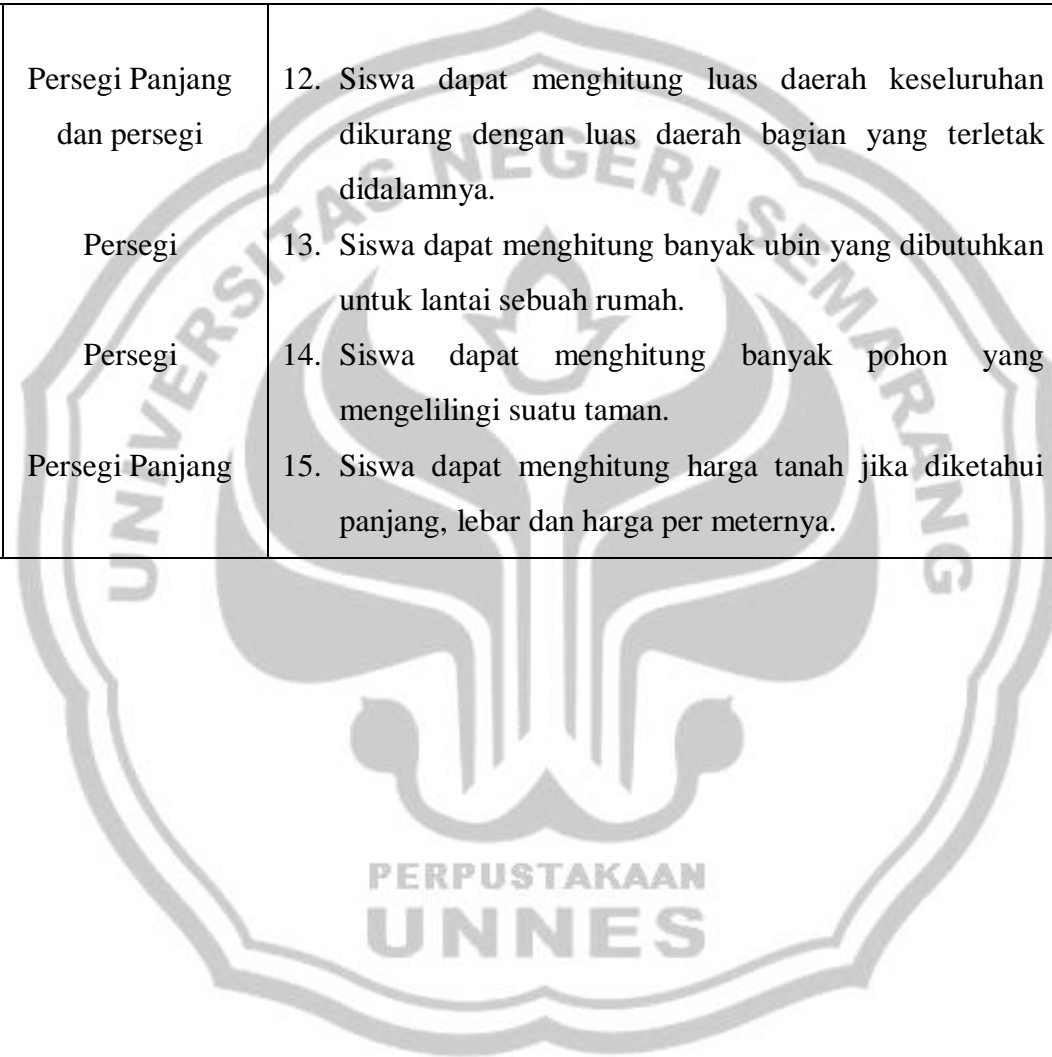 Persegi Panjang
dan persegi
12. Siswa dapat menghitung luas daerah keseluruhan
dikurang dengan luas daerah bagian yang terletak
didalamnya.
Persegi
13. Siswa dapat menghitung banyak ubin yang dibutuhkan
untuk lantai sebuah rumah.
Persegi
14. Siswa dapat menghitung banyak pohon yang
mengelilingi suatu taman.
Persegi Panjang
15. Siswa dapat menghitung harga tanah jika diketahui
panjang, lebar dan harga per meternya.
UNIVERSITAS NEGERI SEMARANG
PERPUSTAKAAN
UNNES